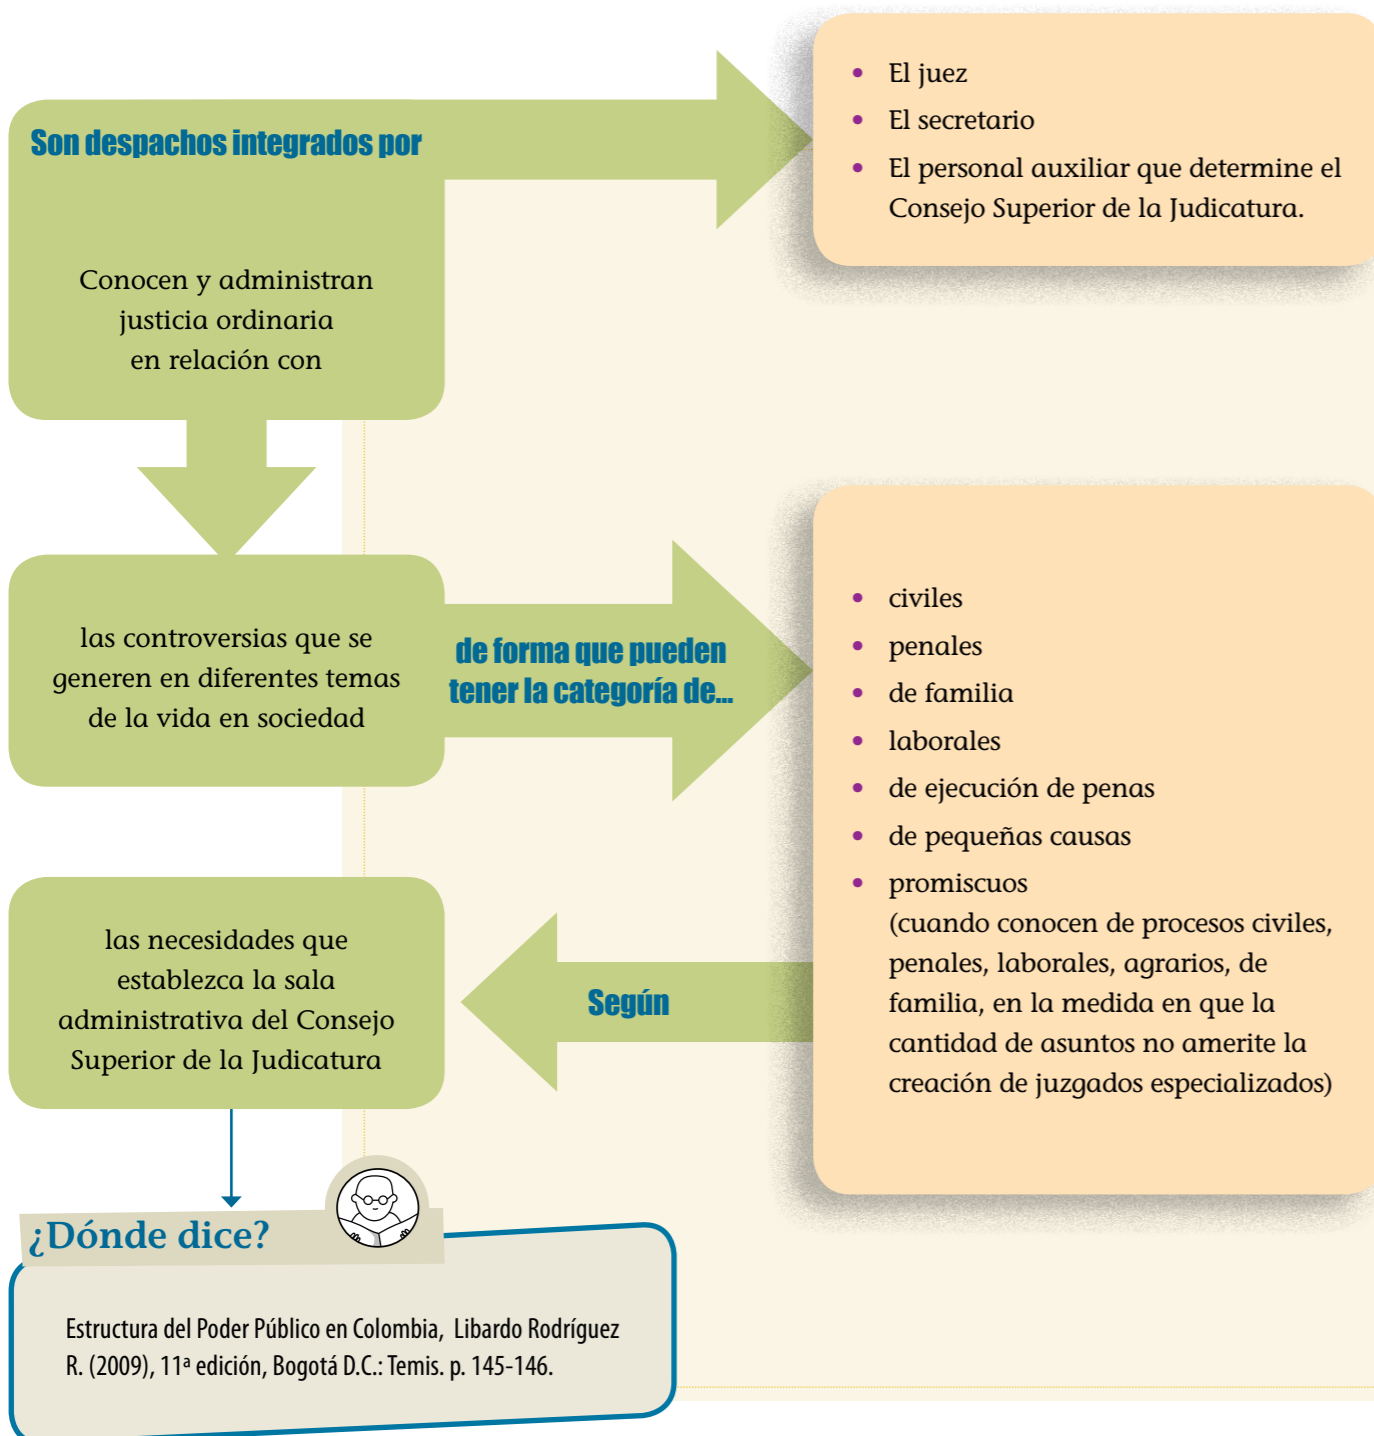 Son despachos integrados por
• El juez
• El secretario
• El personal auxiliar que determine el
Consejo Superior de la Judicatura.
Conocen y administran
justicia ordinaria
en relación con
las controversias que se
generen en diferentes temas
de la vida en sociedad
de forma que pueden
tener la categoría de...
• civiles
• penales
• de familia
• laborales
• de ejecución de penas
• de pequeñas causas
• promiscuos
(cuando conocen de procesos civiles,
penales, laborales, agrarios, de
familia, en la medida en que la
cantidad de asuntos no amerite la
creación de juzgados especializados)
Según
las necesidades que
establezca la sala
administrativa del Consejo
Superior de la Judicatura
¿Dónde dice?
Estructura del Poder Público en Colombia, Libardo Rodríguez
R. (2009), 11ª edición, Bogotá D.C.: Temis. p. 145-146.